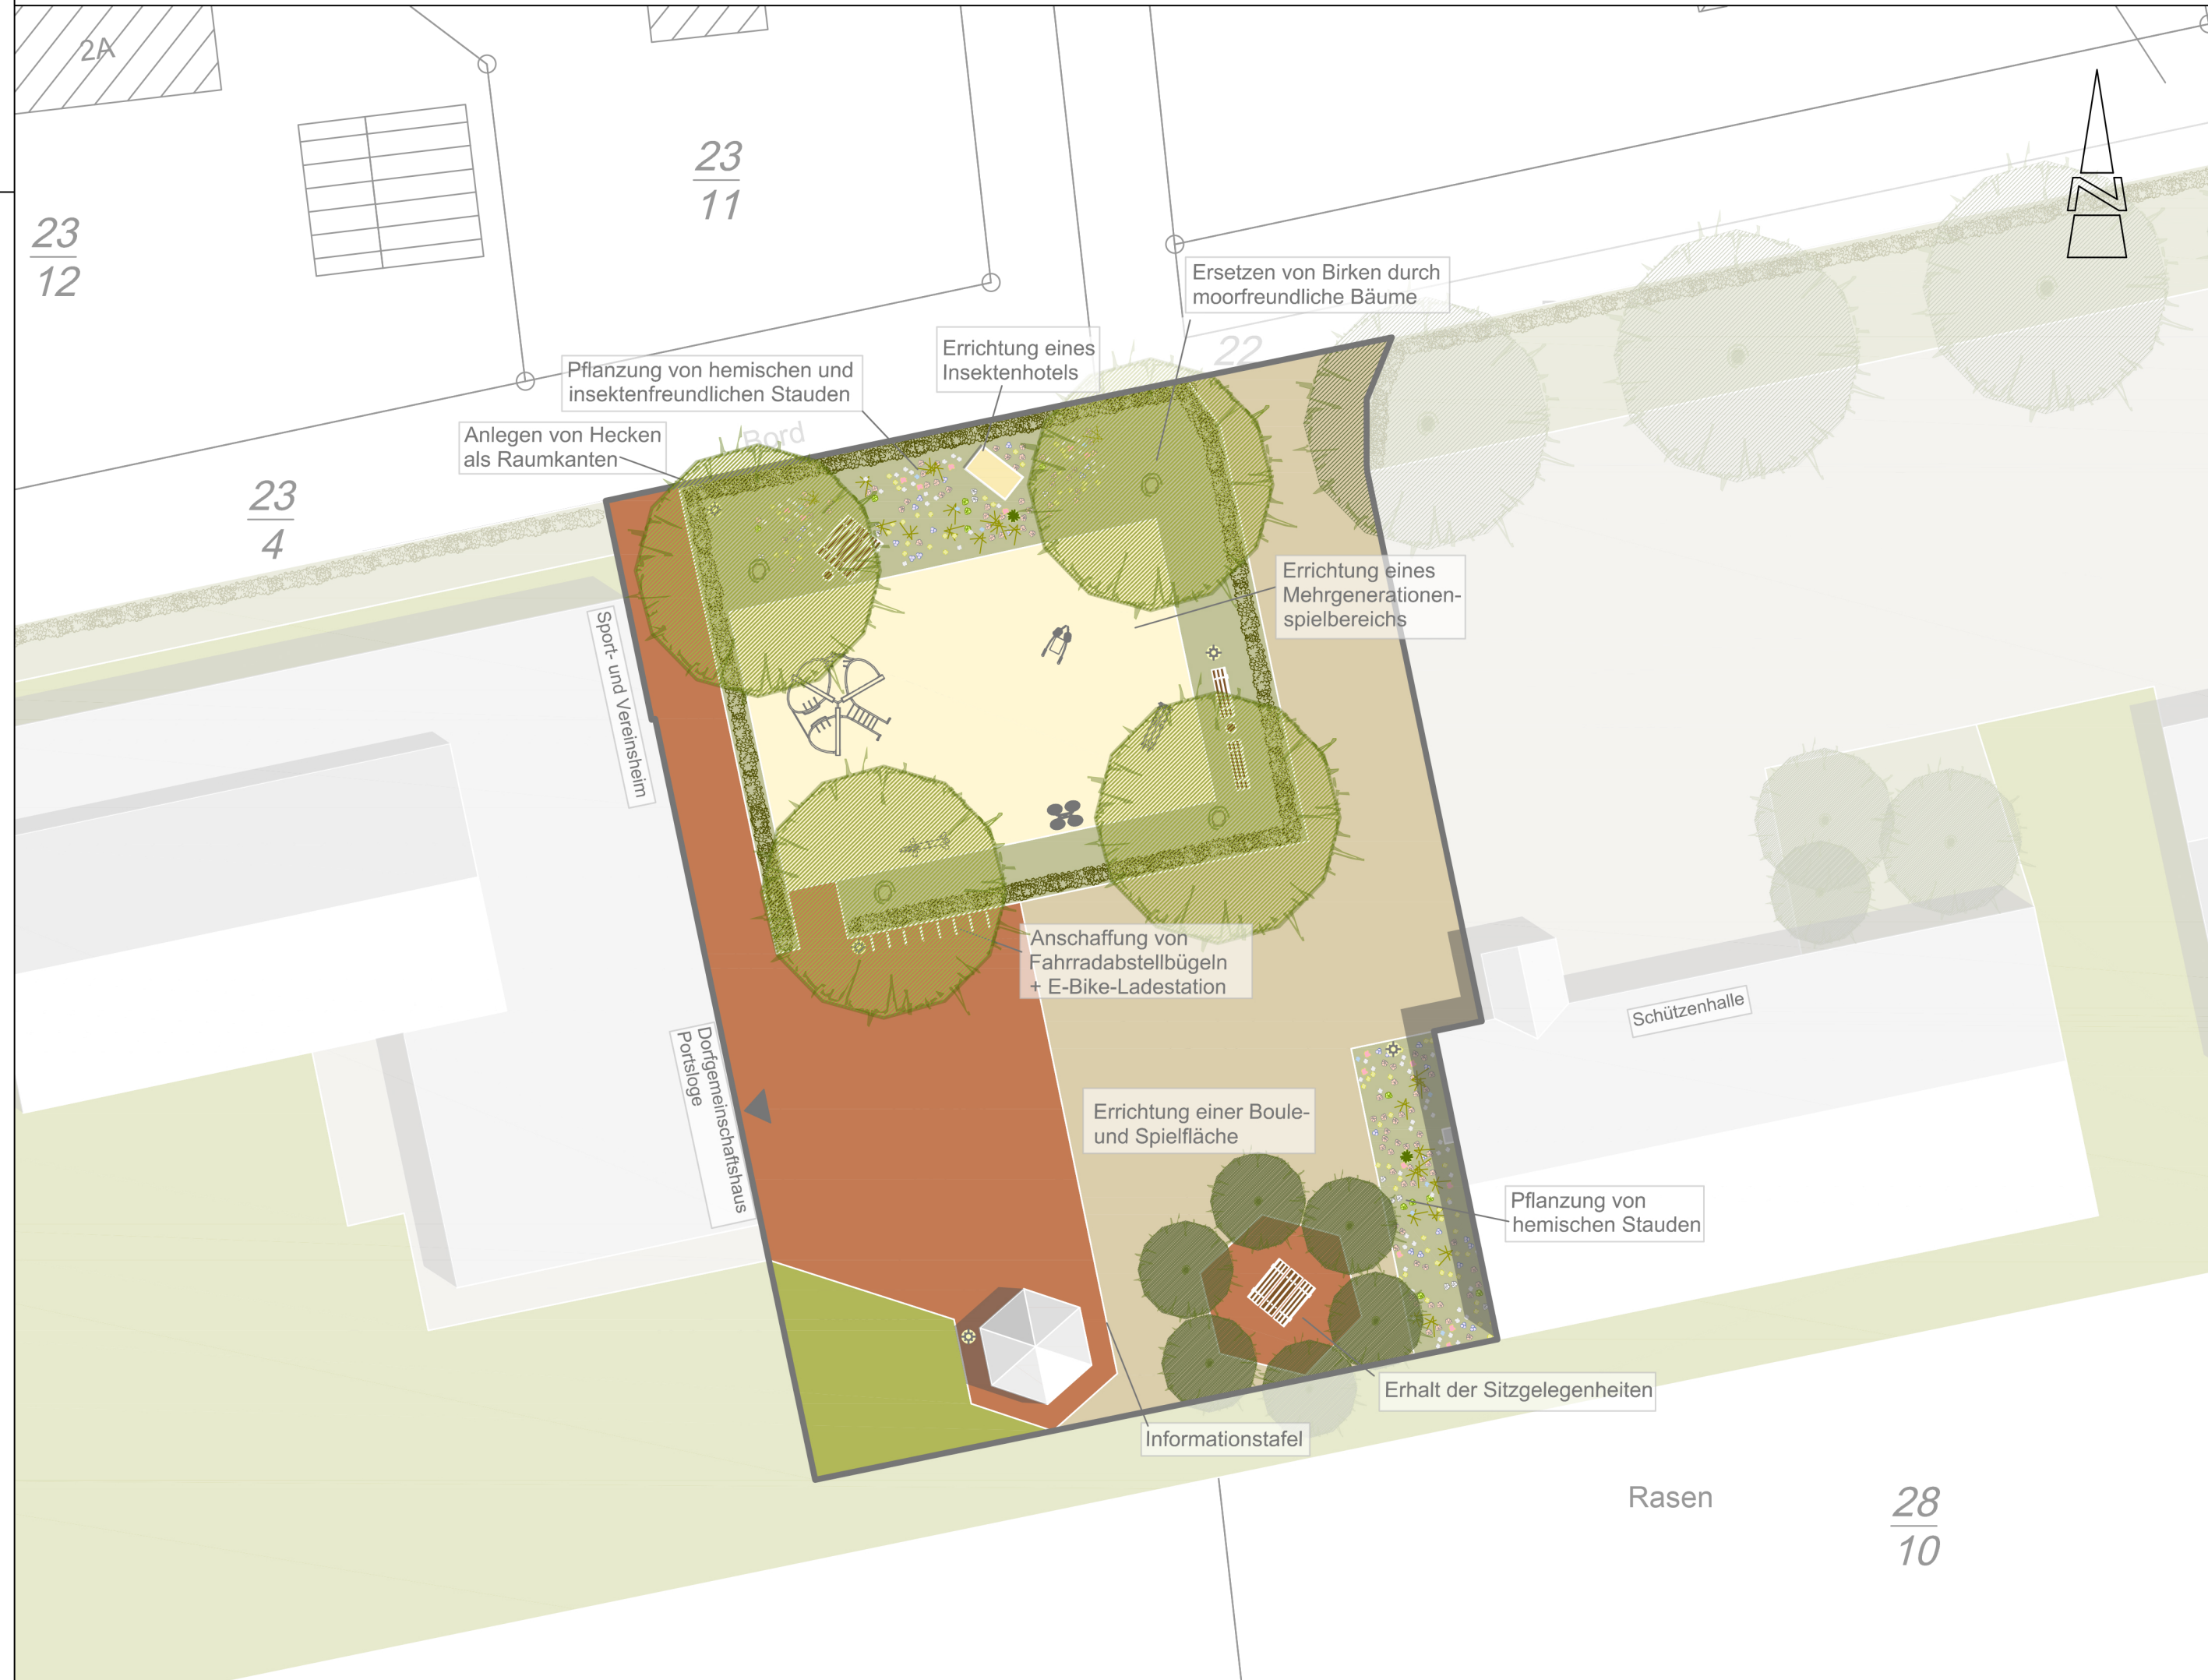 2A
23
11
23
12
N
Ersetzen von Birken durch
moorfreundliche Bäume
22
Errichtung eines
Insektenhotels
Pflanzung von hemischen und
insektenfreundlichen Stauden
Bord
Anlegen von Hecken
als Raumkanten
23
4
Errichtung eines
Mehrgenerationen-
spielbereichs
Sport- und Vereinsheim
Anschaffung von
Fahrradabstellbügeln
+ E-Bike-Ladestation
Schützenhalle
Dorfgemeinschaftshaus
Portsloge
Errichtung einer Boule-
und Spielfläche
Pflanzung von
hemischen Stauden
Erhalt der Sitzgelegenheiten
Informationstafel
Rasen
28
10